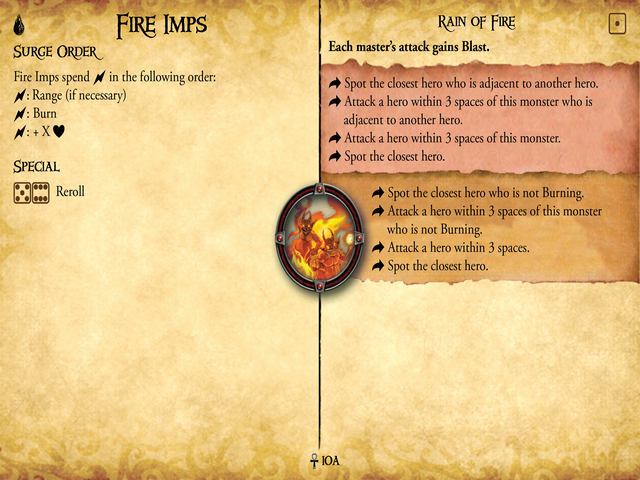 Fire Imps
Surge Order
Fire Imps spend in the following order:
: Range (if necessary)
: Burn
: + X
Special
Reroll
Rain of Fire
Each master's attack gains Blast.
Spot the closest hero who is adjacent to another hero.
Attack a hero within 3 spaces of this monster who is
adjacent to another hero.
Attack a hero within 3 spaces of this monster.
Spot the closest hero.
Spot the closest hero who is not Burning.
Attack a hero within 3 spaces of this monster
who is not Burning.
Attack a hero within 3 spaces.
Spot the closest hero.
10A